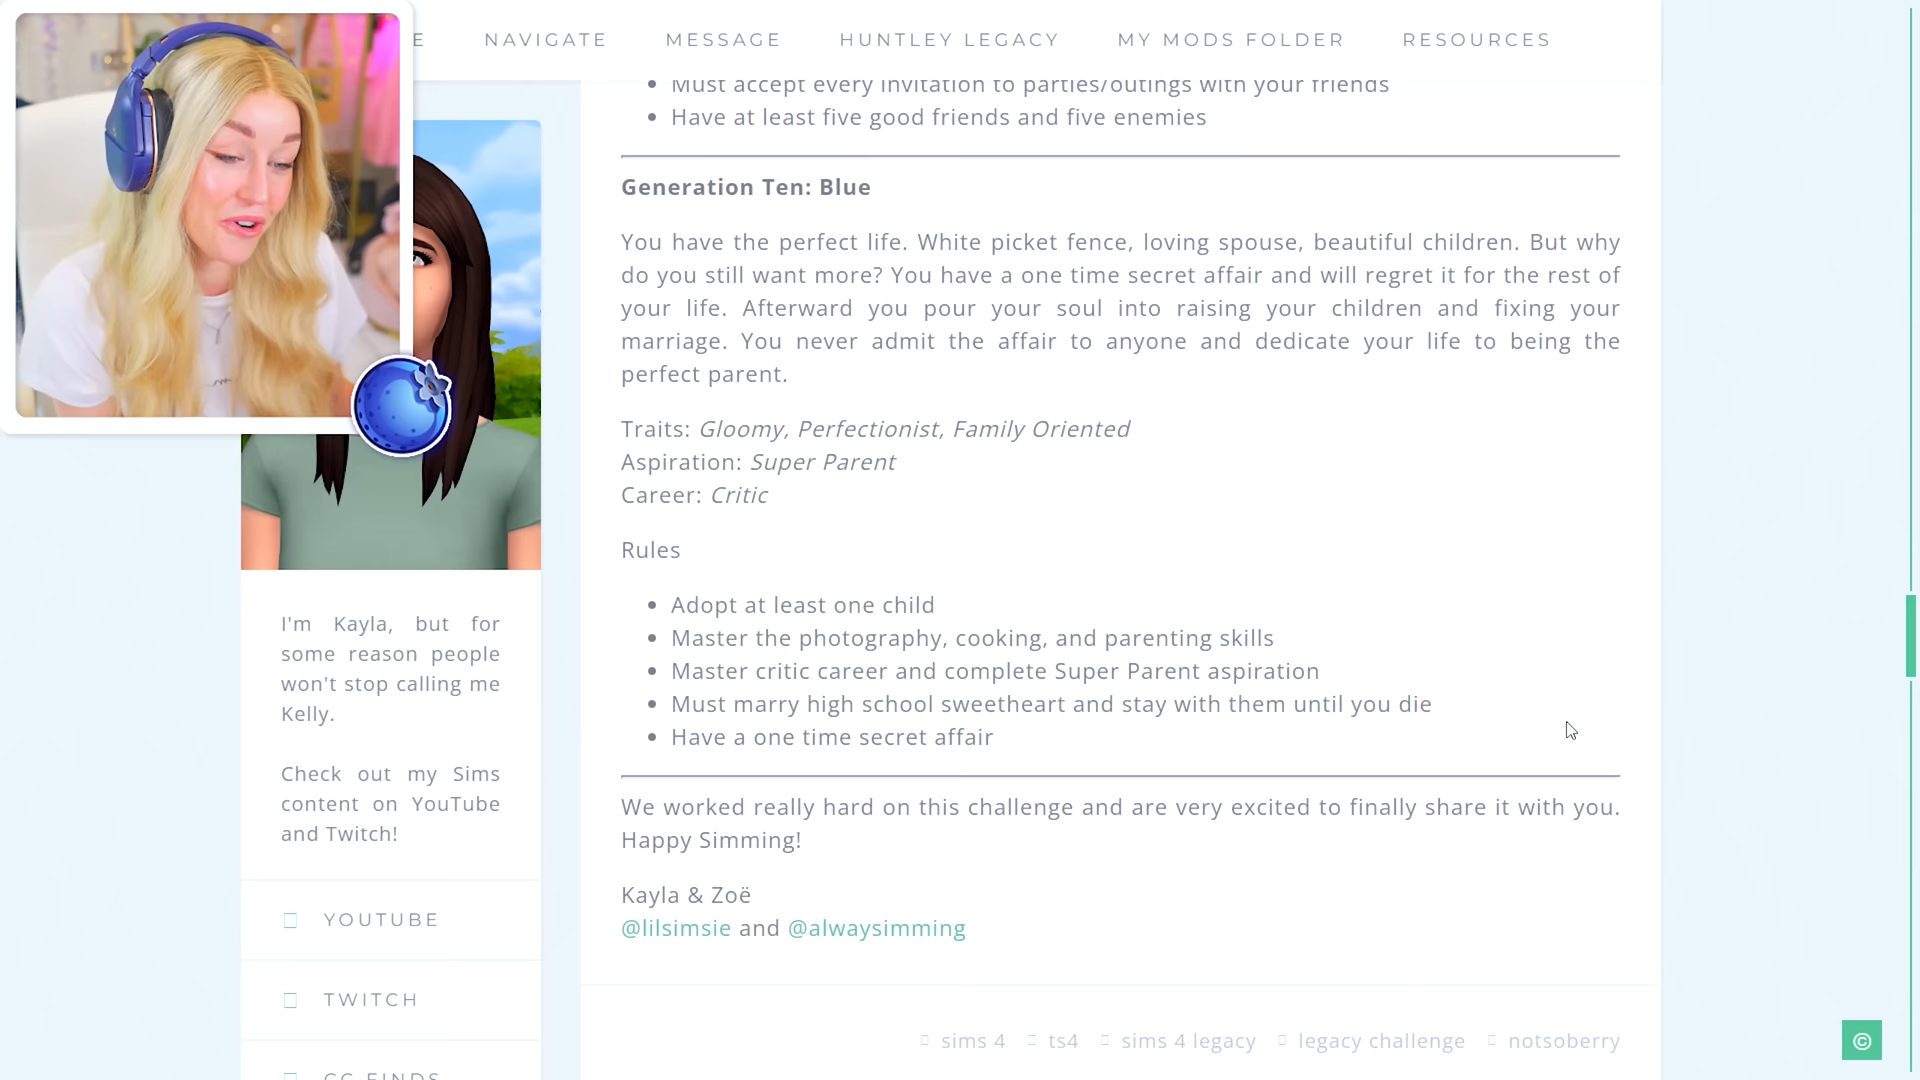 E NAVIGATE MESSAGE HUNTLEY LEGACY MY MODS FOLDER RESOURCES
Must accept every invitation to parties/outings with your friends
Have at least five good friends and five enemies
Generation Ten: Blue
You have the perfect life. White picket fence, loving spouse, beautiful children. But why
do you still want more? You have a one time secret affair and will regret it for the rest of
your life. Afterward you pour your soul into raising your children and fixing your
marriage. You never admit the affair to anyone and dedicate your life to being the
perfect parent.
Traits: Gloomy, Perfectionist, Family Oriented
Aspiration: Super Parent
Career: Critic
Rules
Adopt at least one child
Master the photography, cooking, and parenting skills
Master critic career and complete Super Parent aspiration
Must marry high school sweetheart and stay with them until you die
Have a one time secret affair
We worked really hard on this challenge and are very excited to finally share it with you.
Happy Simming!
Kayla & Zoë
@lilsimsie and @alwaysimming
sims 4 ts4 sims 4 legacy legacy challenge notsoberry
I'm Kayla, but for
some reason people
won't stop calling me
Kelly.
Check out my Sims
content on YouTube
and Twitch!
YOUTUBE
TWITCH
CC FINDS
©